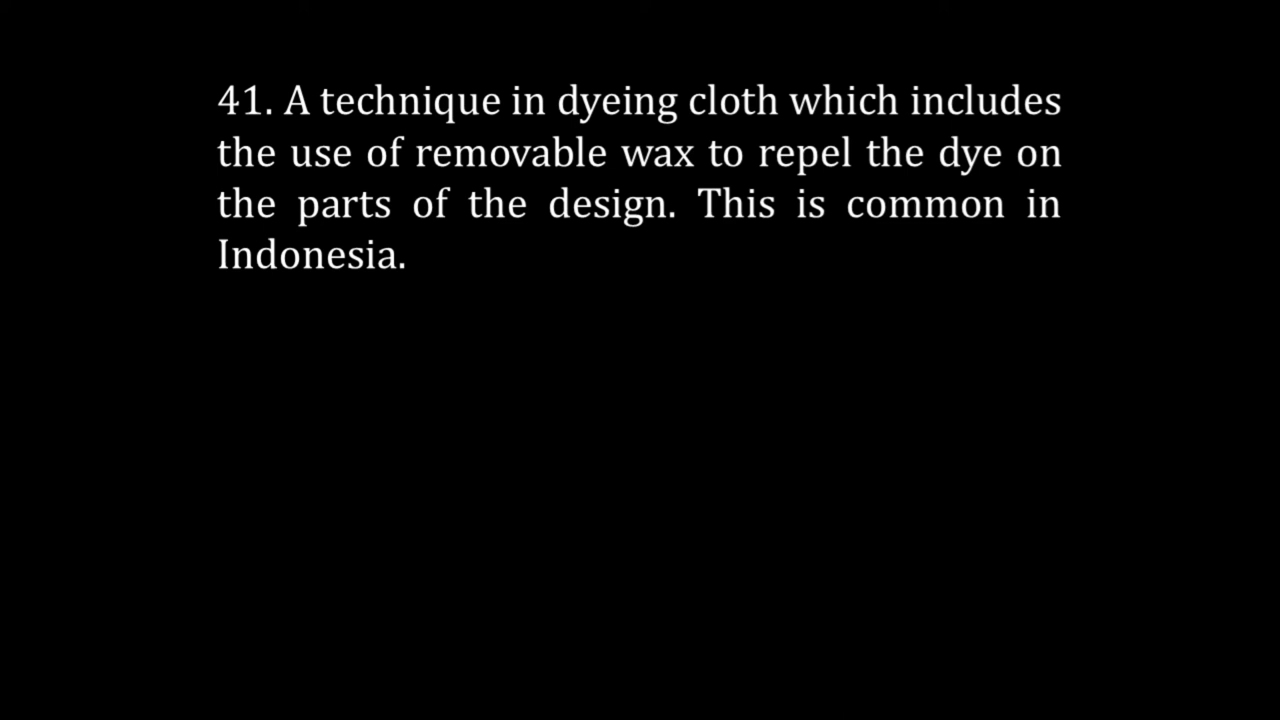 41. A technique in dyeing cloth which includes
the use of removable wax to repel the dye on
the parts of the design. This is common in
Indonesia.